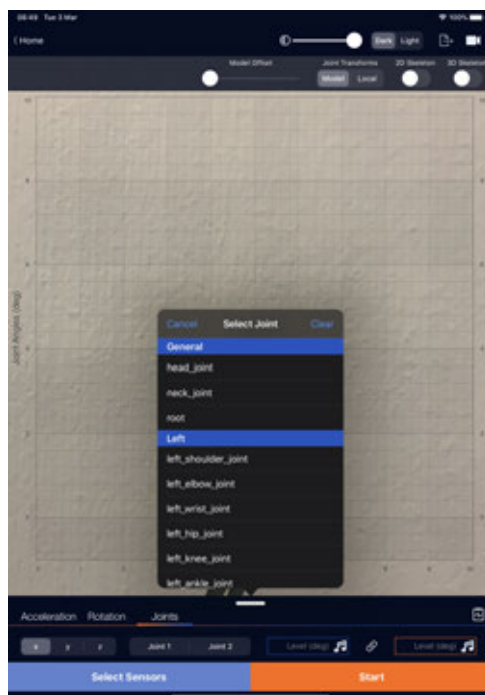 08:49 Tue 3 Mar 100%
Home
Dark Light
Model Offset Joint Transforms 2D Skeleton 3D Skeleton
Model Local
Joint Angles (deg)
Cancel Select Joint Clear
General
head_joint
neck_joint
root
Left
left_shoulder_joint
left_elbow_joint
left_wrist_joint
left_hip_joint
left_knee_joint
left_ankle_joint
Acceleration Rotation Joints
x y z Joint 1 Joint 2 Level (deg) Level (deg)
Select Sensors Start